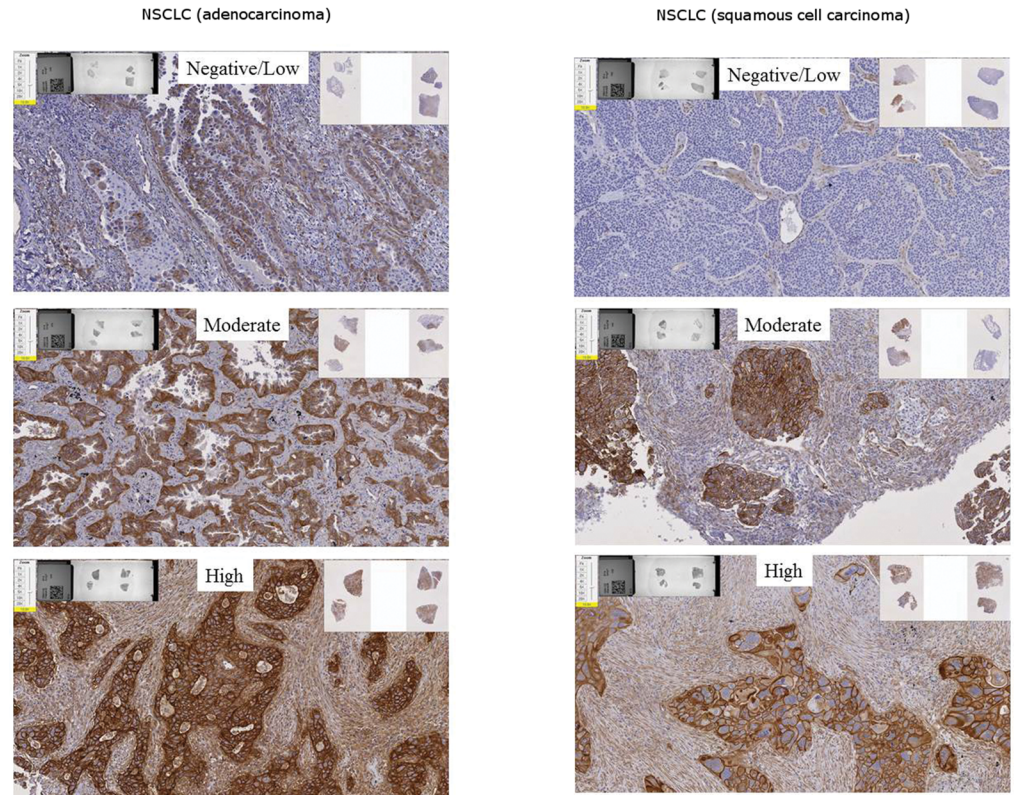 NSCLC (adenocarcinoma)
NSCLC (squamous cell carcinoma)
Negative/Low
Negative/Low
Moderate
Moderate
High
High